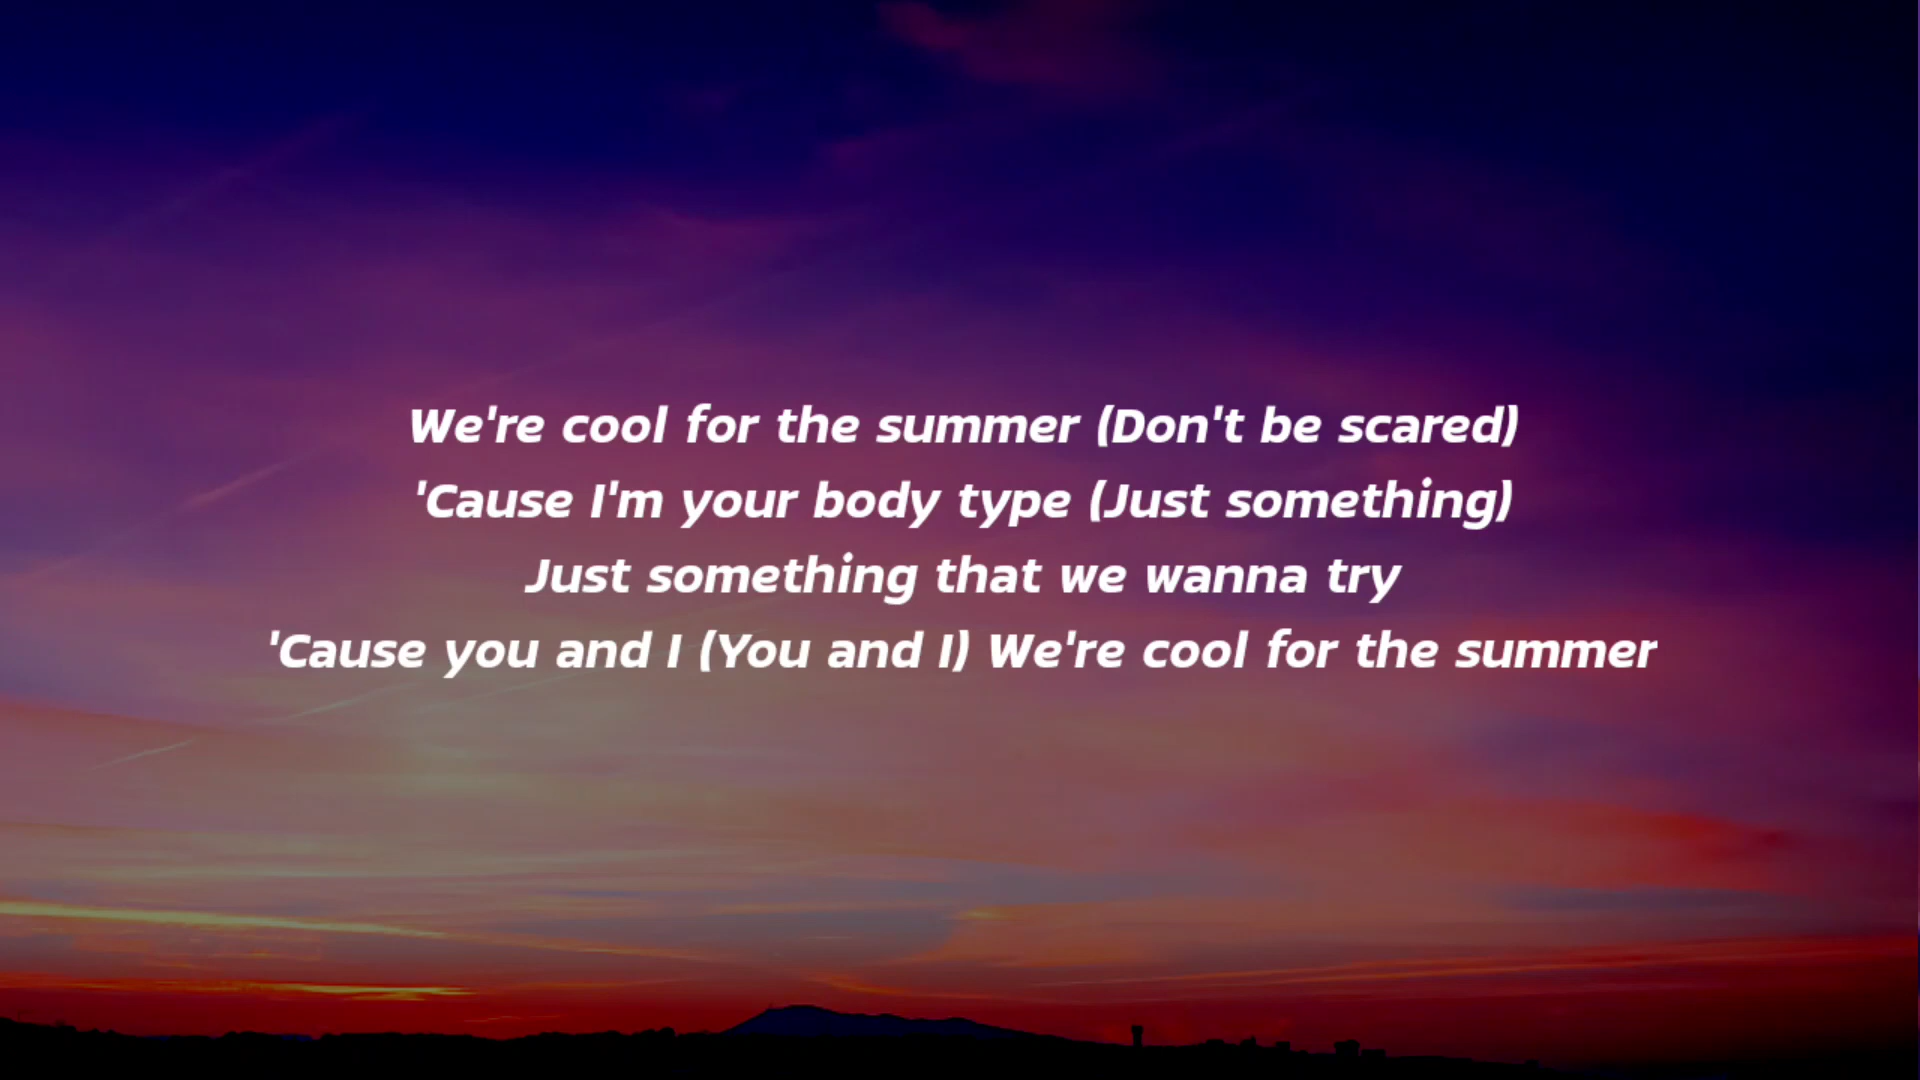 We're cool for the summer (Don't be scared)
'Cause I'm your body type (Just something)
Just something that we wanna try
'Cause you and I (You and I) We're cool for the summer